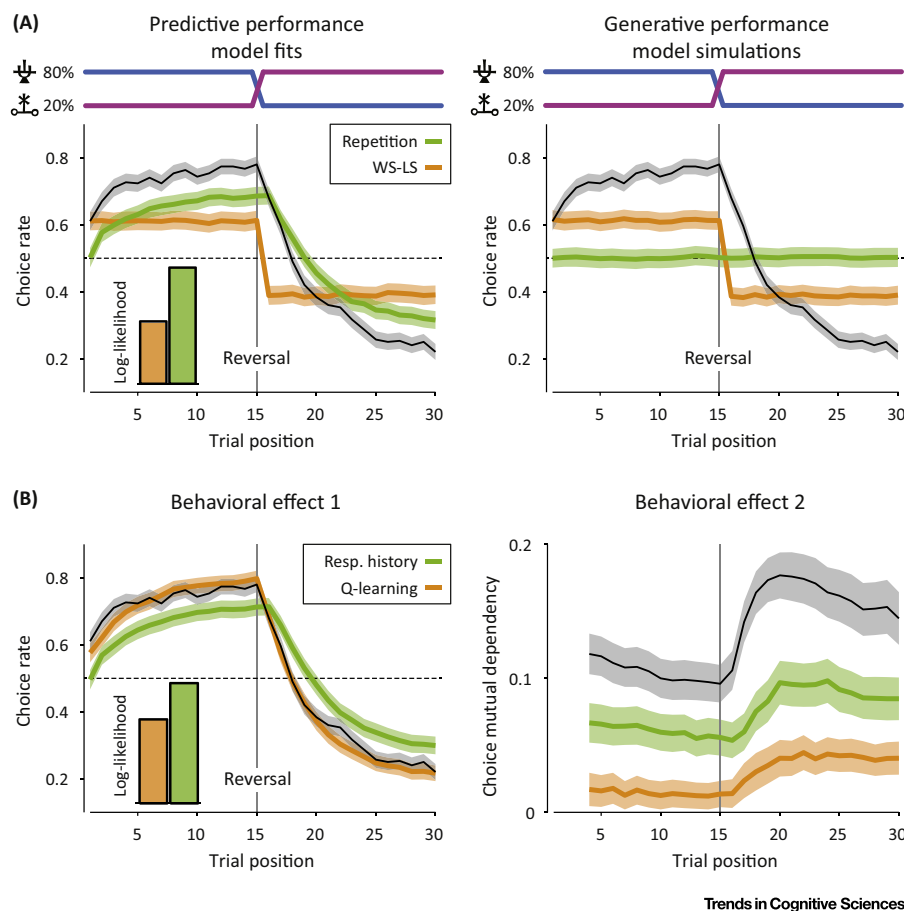 (A)
Predictive performance
model fits
Generative performance
model simulations
80%
20%
80%
20%
Repetition
WS-LS
0.8
0.6
0.4
0.2
Choice rate
Log-likelihood
Reversal
5 10 15 20 25 30
Trial position
0.8
0.6
0.4
0.2
Choice rate
Reversal
5 10 15 20 25 30
Trial position
(B)
Behavioral effect 1
Behavioral effect 2
Resp. history
Q-learning
0.8
0.6
0.4
0.2
Choice rate
Log-likelihood
Reversal
5 10 15 20 25 30
Trial position
0.2
0.1
0
Choice mutual dependency
5 10 15 20 25 30
Trial position
Trends in Cognitive Sciences